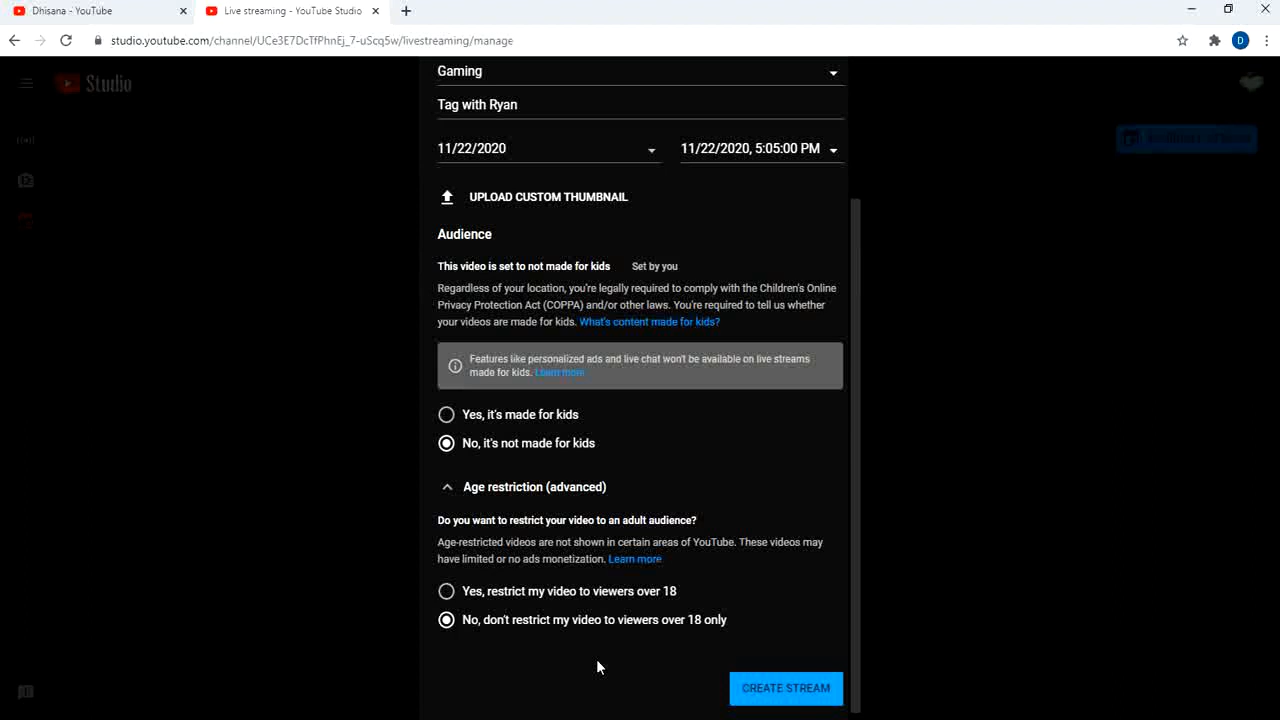 Dhisana - YouTube
Live streaming - YouTube Studio
studio.youtube.com/channel/UCe3E7DcTfPhnEj_7-uScq5w/livestreaming/manage
D
Studio
Gaming
Tag with Ryan
11/22/2020
11/22/2020, 5:05:00 PM
UPLOAD CUSTOM THUMBNAIL
Audience
This video is set to not made for kids Set by you
Regardless of your location, you're legally required to comply with the Children's Online
Privacy Protection Act (COPPA) and/or other laws. You're required to tell us whether
your videos are made for kids. What's content made for kids?
Features like personalized ads and live chat won't be available on live streams
made for kids. Learn more
Yes, it's made for kids
No, it's not made for kids
Age restriction (advanced)
Do you want to restrict your video to an adult audience?
Age-restricted videos are not shown in certain areas of YouTube. These videos may
have limited or no ads monetization. Learn more
Yes, restrict my video to viewers over 18
No, don't restrict my video to viewers over 18 only
CREATE STREAM